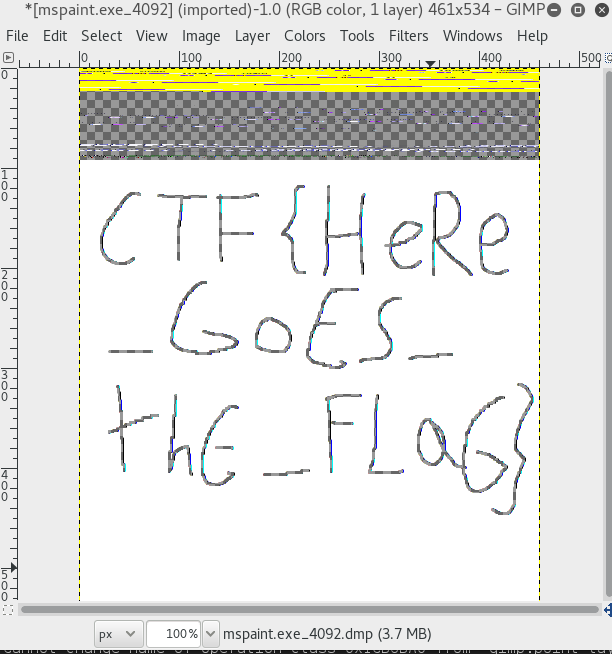 *[mspaint.exe_4092] (imported)-1.0 (RGB color, 1 layer) 461x534 – GIMP
File Edit Select View Image Layer Colors Tools Filters Windows Help
0 100 200 300 400 500
0
100
200
300
400
500
CTF{HeRe
_GoES_
thE_FLaG}
px 100% mspaint.exe_4092.dmp (3.7 MB)